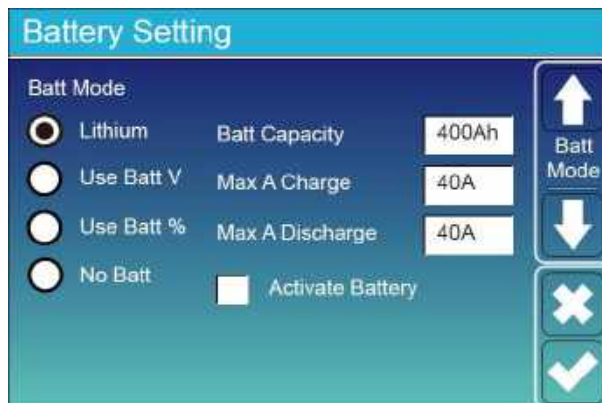 Battery Setting
Batt Mode
Lithium
Batt Capacity
400Ah
Use Batt V
Max A Charge
40A
Use Batt %
Max A Discharge
40A
No Batt
Activate Battery
Batt
Mode